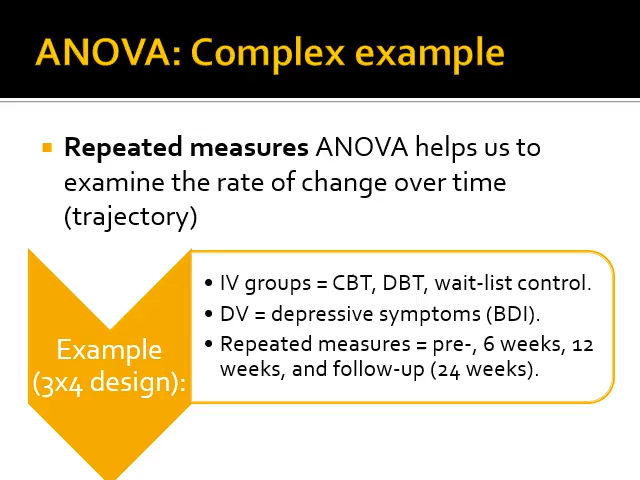 ANOVA: Complex example
Repeated measures ANOVA helps us to
examine the rate of change over time
(trajectory)
Example
(3x4 design):
• IV groups = CBT, DBT, wait-list control.
• DV = depressive symptoms (BDI).
• Repeated measures = pre-, 6 weeks, 12
weeks, and follow-up (24 weeks).